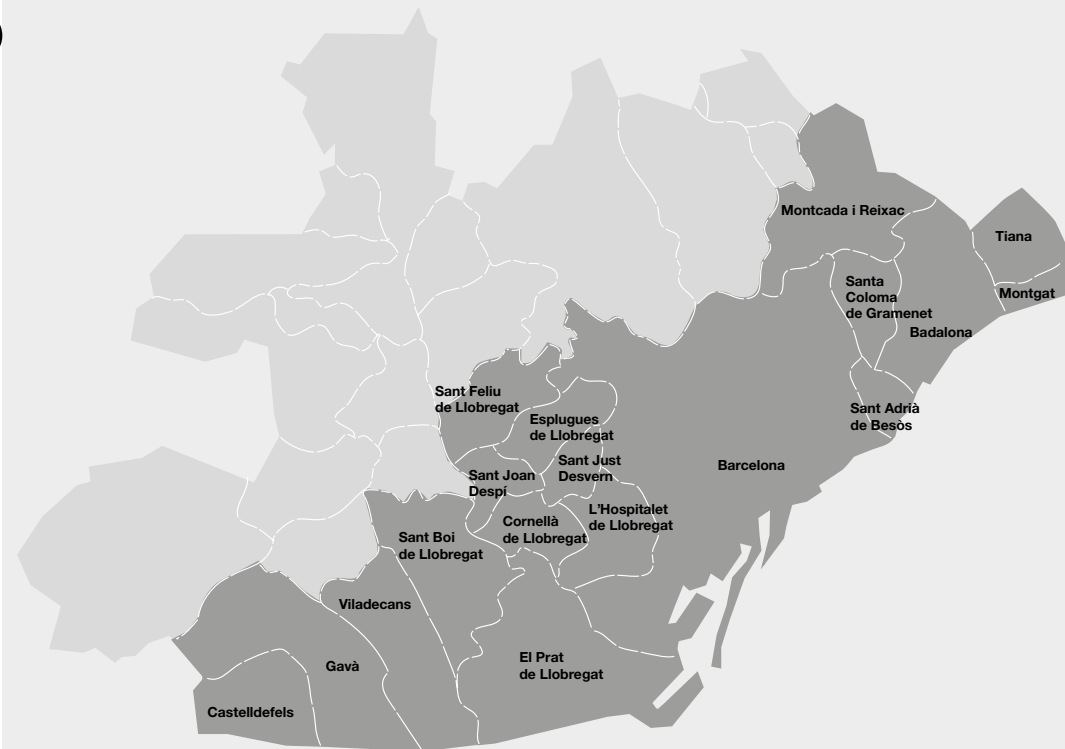 Montcada i Reixac
Tiana
Santa
Coloma
de Gramenet
Montgat
Badalona
Sant Feliu
de Llobregat
Sant Adrià
de Besòs
Esplugues
de Llobregat
Barcelona
Sant Just
Desvern
Sant Joan
Despí
L'Hospitalet
de Llobregat
Cornellà
de Llobregat
Sant Boi
de Llobregat
Viladecans
El Prat
de Llobregat
Gavà
Castelldefels